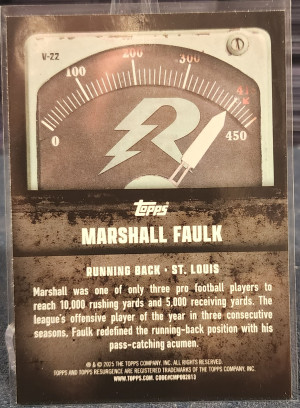 V-22
100
200
300
0
450
R
Topps
MARSHALL FAULK
RUNNING BACK · ST. LOUIS
Marshall was one of only three pro football players to
reach 10,000 rushing yards and 5,000 receiving yards. The
league's offensive player of the year in three consecutive
seasons, Faulk redefined the running-back position with his
pass-catching acumen.
® & © 2025 THE TOPPS COMPANY, INC. ALL RIGHTS RESERVED.
TOPPS AND TOPPS RESURGENCE ARE REGISTERED TRADEMARKS OF THE TOPPS COMPANY, INC.
WWW.TOPPS.COM. CODE#CMP002813